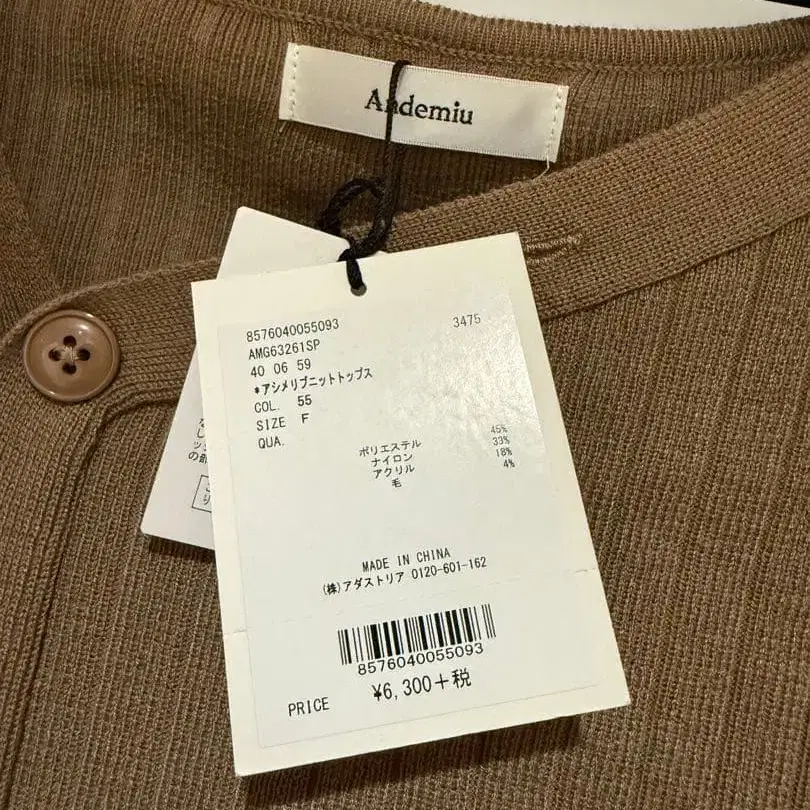 Andemiu
8576040055093 3475
AMG63261SP
40 06 59
*アシメリブニットトップス
COL. 55
SIZE F
QUA.
ポリエステル 45%
ナイロン 33%
アクリル 18%
毛 4%
MADE IN CHINA
(株)アダストリア 0120-601-162
8576040055093
PRICE ¥6,300+税